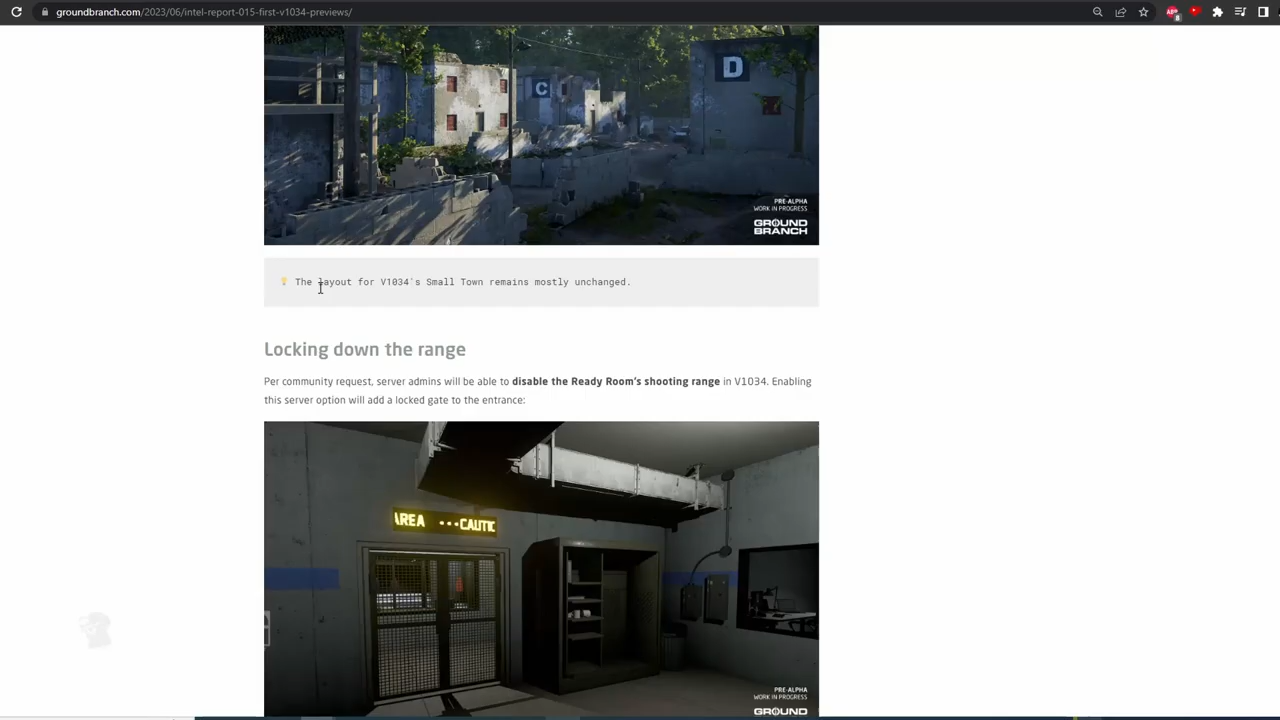 groundbranch.com/2023/06/intel-report-015-first-v1034-previews/
ABP
8
C
D
PRE-ALPHA
WORK IN PROGRESS
GROUND
BRANCH
The layout for V1034's Small Town remains mostly unchanged.
Locking down the range
Per community request, server admins will be able to disable the Ready Room's shooting range in V1034. Enabling
this server option will add a locked gate to the entrance:
AREA ···CAUTIC
PRE-ALPHA
WORK IN PROGRESS
GROUND